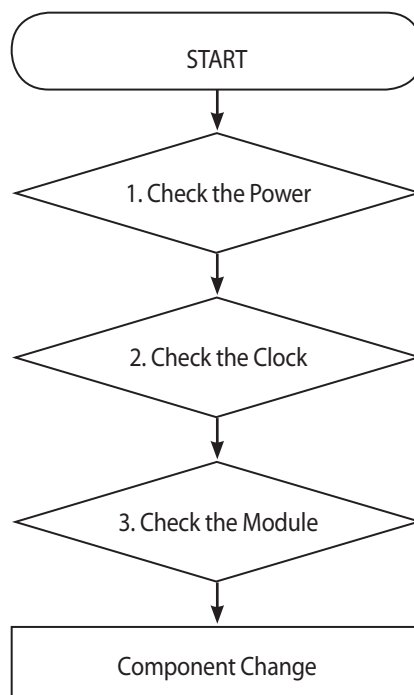 START
1. Check the Power
2. Check the Clock
3. Check the Module
Component Change